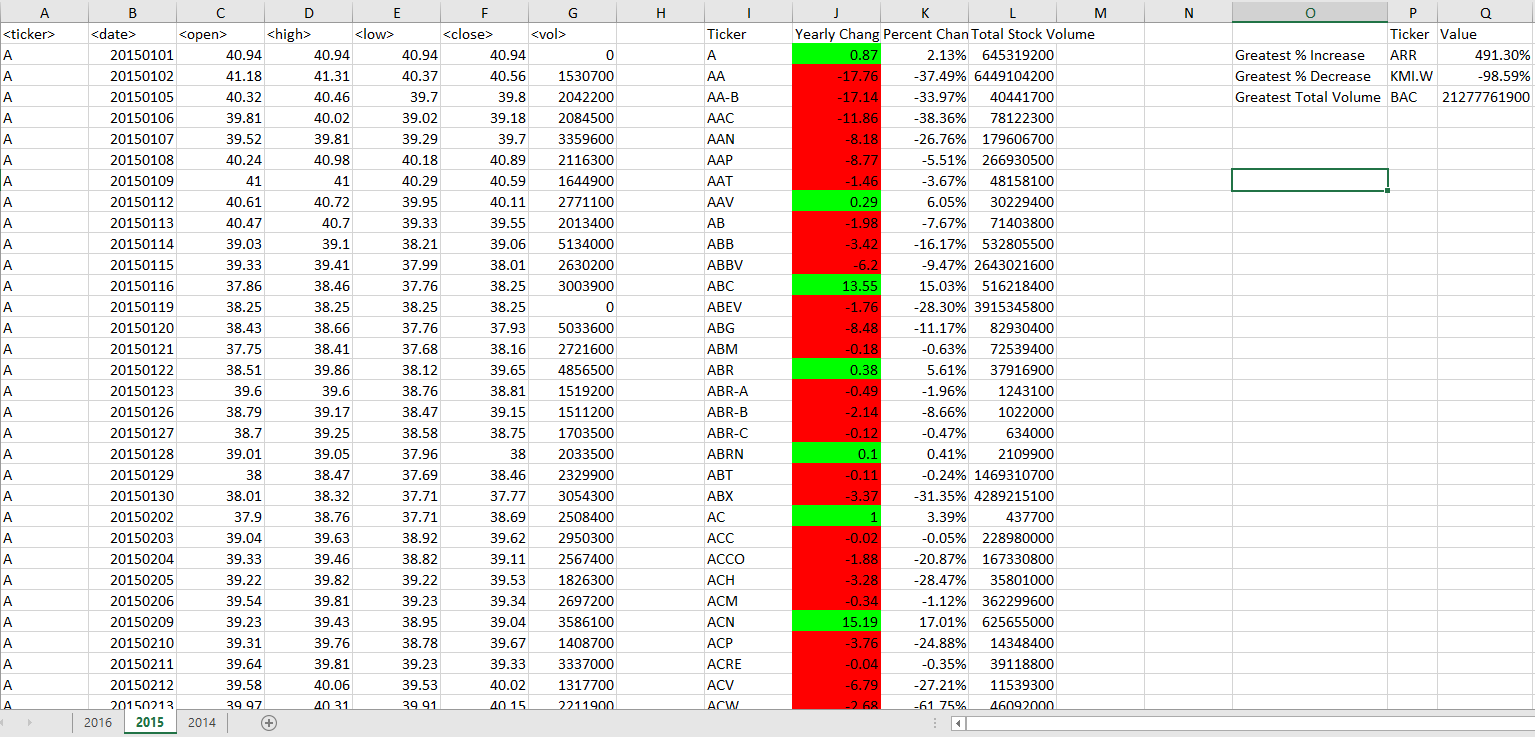 A B C D E F G H I J K L M N O P Q
<ticker> <date> <open> <high> <low> <close> <vol> Ticker Yearly Chang Percent Chan Total Stock Volume Ticker Value
A 20150101 40.94 40.94 40.94 40.94 0 A 0.87 2.13% 645319200 Greatest % Increase ARR 491.30%
A 20150102 41.18 41.31 40.37 40.56 1530700 AA -17.76 -37.49% 6449104200 Greatest % Decrease KMI.W -98.59%
A 20150105 40.32 40.46 39.7 39.8 2042200 AA-B -17.14 -33.97% 40441700 Greatest Total Volume BAC 21277761900
A 20150106 39.81 40.02 39.02 39.18 2084500 AAC -11.86 -38.36% 78122300
A 20150107 39.52 39.81 39.29 39.7 3359600 AAN -8.18 -26.76% 179606700
A 20150108 40.24 40.98 40.18 40.89 2116300 AAP -8.77 -5.51% 266930500
A 20150109 41 41 40.29 40.59 1644900 AAT -1.46 -3.67% 48158100
A 20150112 40.61 40.72 39.95 40.11 2771100 AAV 0.29 6.05% 30229400
A 20150113 40.47 40.7 39.33 39.55 2013400 AB -1.98 -7.67% 71403800
A 20150114 39.03 39.1 38.21 39.06 5134000 ABB -3.42 -16.17% 532805500
A 20150115 39.33 39.41 37.99 38.01 2630200 ABBV -6.2 -9.47% 2643021600
A 20150116 37.86 38.46 37.76 38.25 3003900 ABC 13.55 15.03% 516218400
A 20150119 38.25 38.25 38.25 38.25 0 ABEV -1.76 -28.30% 3915345800
A 20150120 38.43 38.66 37.76 37.93 5033600 ABG -8.48 -11.17% 82930400
A 20150121 37.75 38.41 37.68 38.16 2721600 ABM -0.18 -0.63% 72539400
A 20150122 38.51 39.86 38.12 39.65 4856500 ABR 0.38 5.61% 37916900
A 20150123 39.6 39.6 38.76 38.81 1519200 ABR-A -0.49 -1.96% 1243100
A 20150126 38.79 39.17 38.47 39.15 1511200 ABR-B -2.14 -8.66% 1022000
A 20150127 38.7 39.25 38.58 38.75 1703500 ABR-C -0.12 -0.47% 634000
A 20150128 39.01 39.05 37.96 38 2033500 ABRN 0.1 0.41% 2109900
A 20150129 38 38.47 37.69 38.46 2329900 ABT -0.11 -0.24% 1469310700
A 20150130 38.01 38.32 37.71 37.77 3054300 ABX -3.37 -31.35% 4289215100
A 20150202 37.9 38.76 37.71 38.69 2508400 AC 1 3.39% 437700
A 20150203 39.04 39.63 38.92 39.62 2950300 ACC -0.02 -0.05% 228980000
A 20150204 39.33 39.46 38.82 39.11 2567400 ACCO -1.88 -20.87% 167330800
A 20150205 39.22 39.82 39.22 39.53 1826300 ACH -3.28 -28.47% 35801000
A 20150206 39.54 39.81 39.23 39.34 2697200 ACM -0.34 -1.12% 362299600
A 20150209 39.23 39.43 38.95 39.04 3586100 ACN 15.19 17.01% 625655000
A 20150210 39.31 39.76 38.78 39.67 1408700 ACP -3.76 -24.88% 14348400
A 20150211 39.64 39.81 39.23 39.33 3337000 ACRE -0.04 -0.35% 39118800
A 20150212 39.58 40.06 39.53 40.02 1317700 ACV -6.79 -27.21% 11539300
A 20150213 39.97 40.31 39.91 40.15 2211900 ACW -2.68 -61.75% 46092000
2016 2015 2014